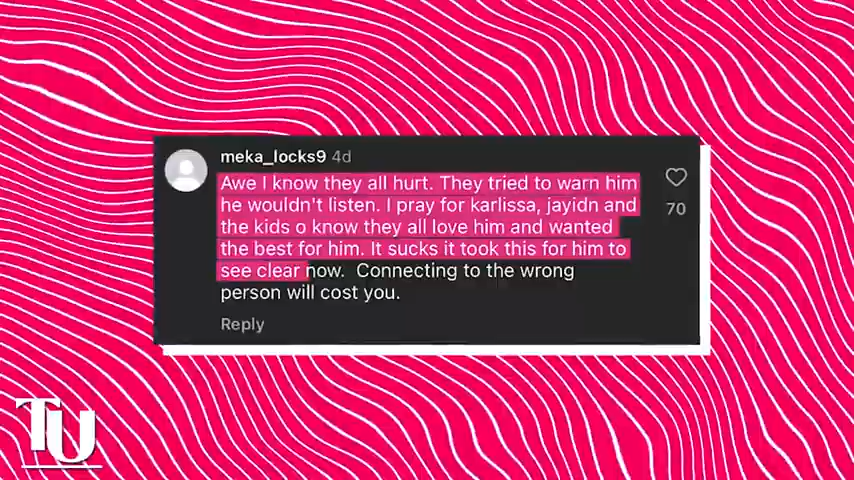 meka_locks9 4d
Awe I know they all hurt. They tried to warn him
he wouldn't listen. I pray for karlissa, jayidn and
the kids o know they all love him and wanted
the best for him. It sucks it took this for him to
see clear now.  Connecting to the wrong
person will cost you.
70
Reply
TU